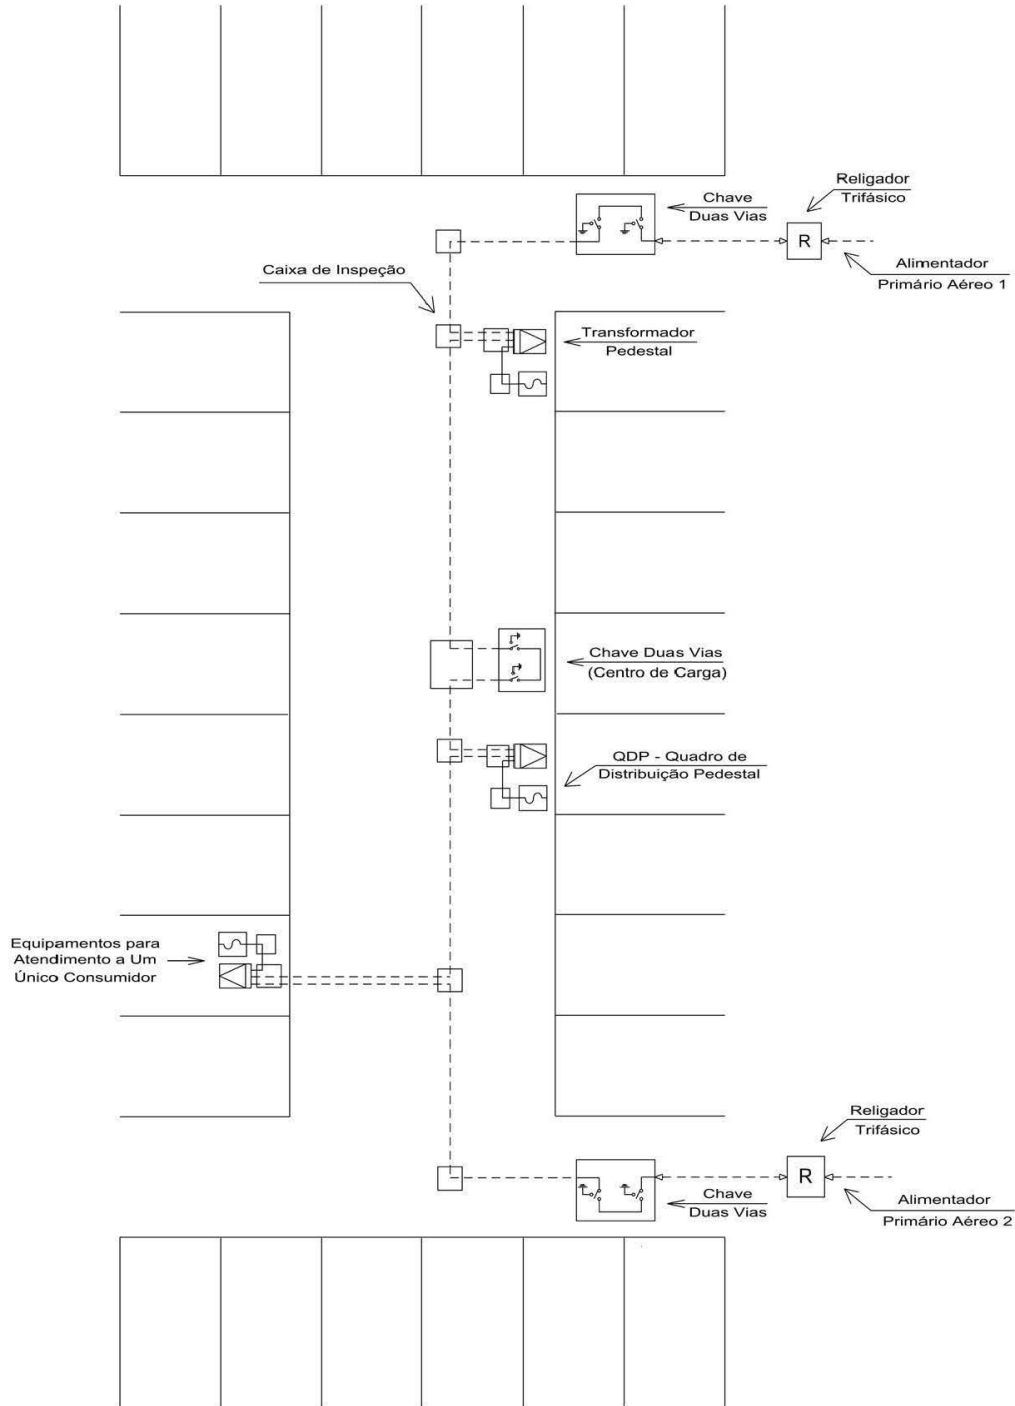 Religador
Trifásico
Chave
Duas Vias
R
Alimentador
Primário Aéreo 1
Caixa de Inspeção
Transformador
Pedestal
Chave Duas Vias
(Centro de Carga)
QDP - Quadro de
Distribuição Pedestal
Equipamentos para
Atendimento a Um
Único Consumidor
Religador
Trifásico
R
Chave
Duas Vias
Alimentador
Primário Aéreo 2